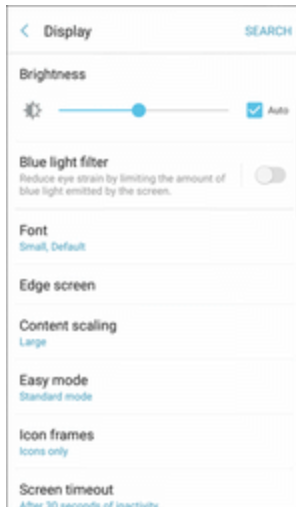 Display
SEARCH
Brightness
Auto
Blue light filter
Reduce eye strain by limiting the amount of
blue light emitted by the screen.
Font
Small, Default
Edge screen
Content scaling
Large
Easy mode
Standard mode
Icon frames
Icons only
Screen timeout
After 30 seconds of inactivity